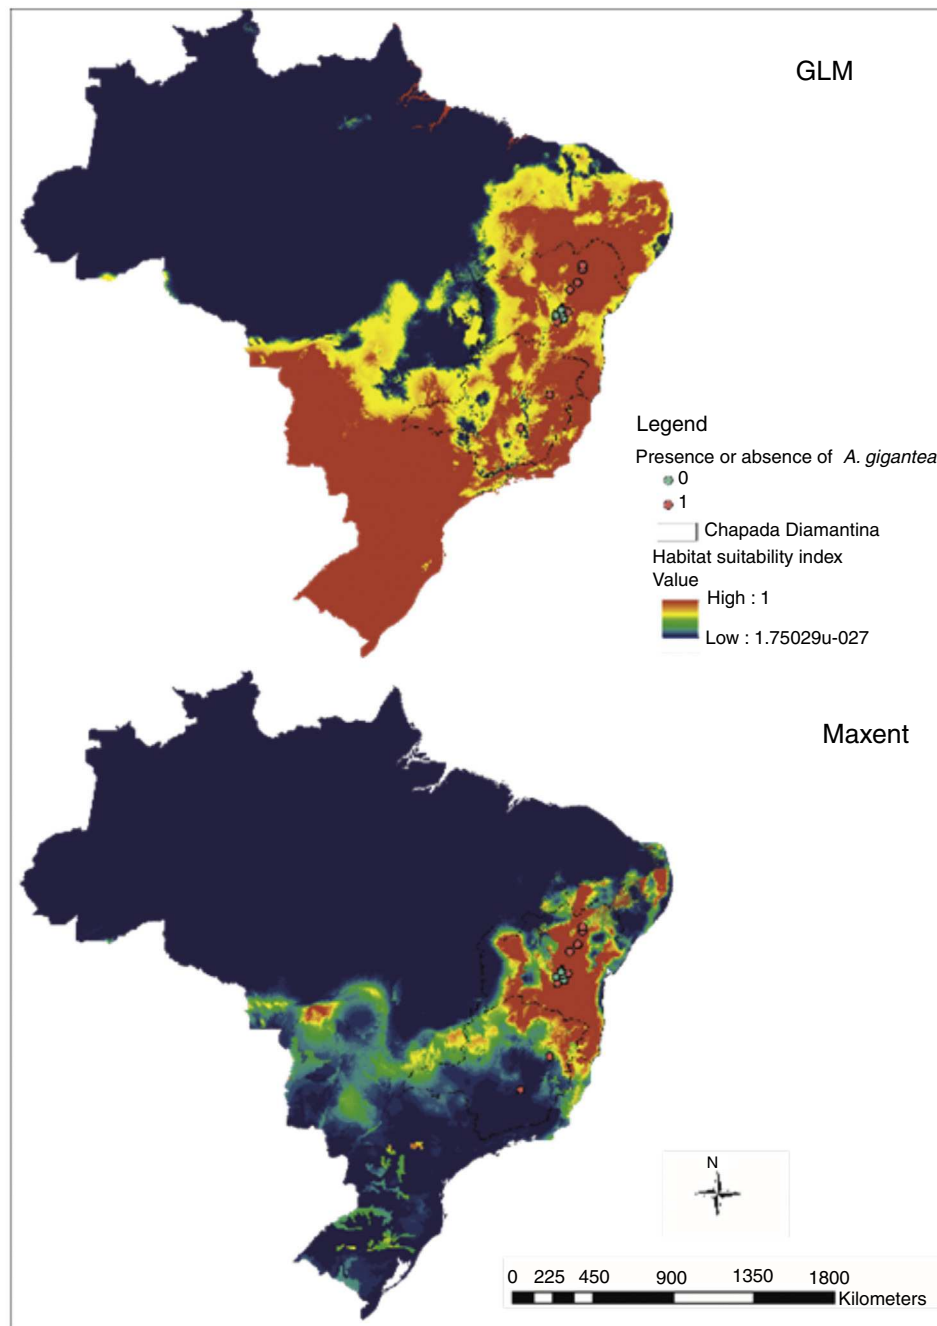 GLM
Legend
Presence or absence of A. gigantea
0
1
Chapada Diamantina
Habitat suitability index
Value
High : 1
Low : 1.75029u-027
Maxent
N
0 225 450 900 1350 1800
Kilometers